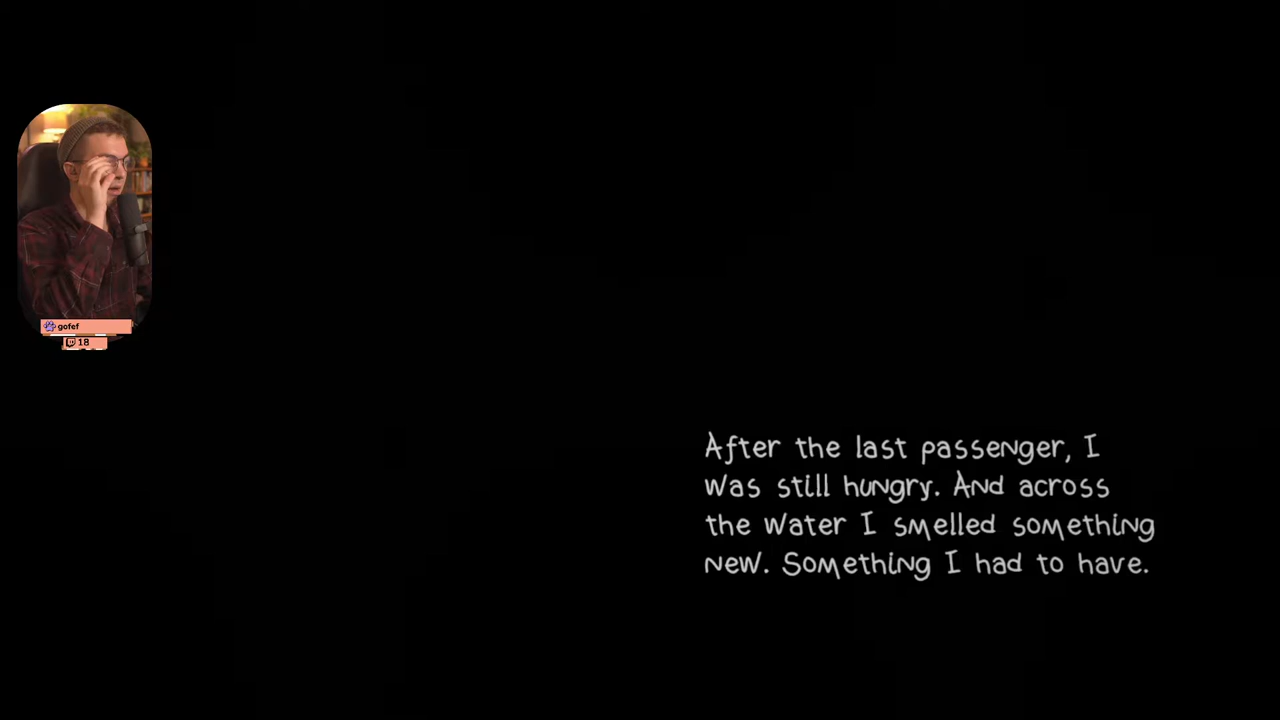 gofef
18
After the last passenger, I
was still hungry. And across
the water I smelled something
new. Something I had to have.